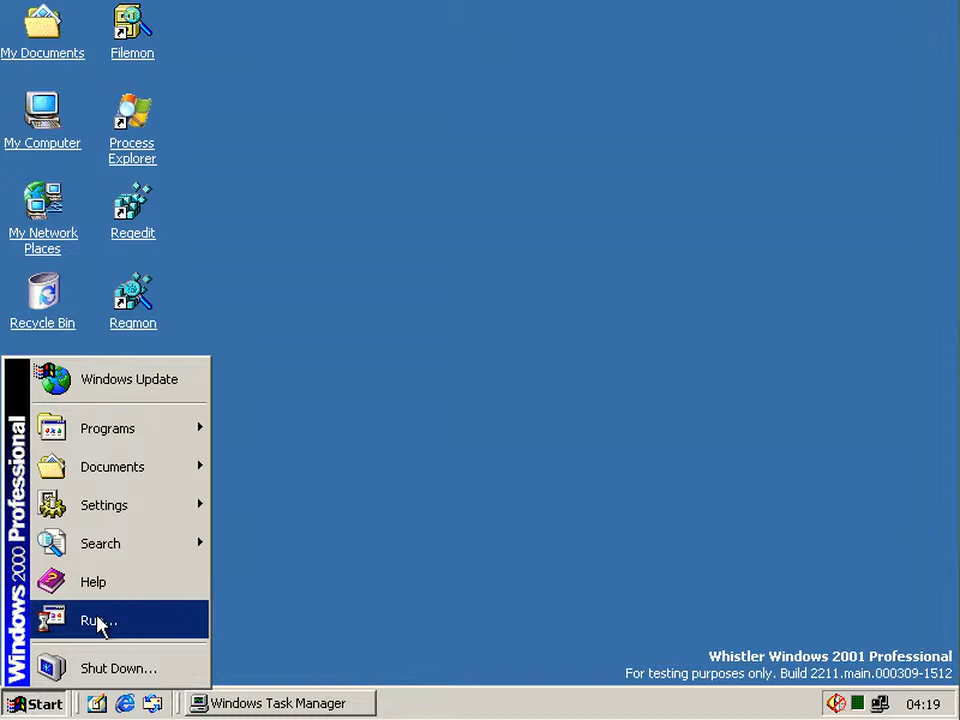 My Documents
Filemon
My Computer
Process
Explorer
My Network
Places
Regedit
Recycle Bin
Regmon
Windows 2000 Professional
Windows Update
Programs
Documents
Settings
Search
Help
Ru...
Shut Down...
Whistler Windows 2001 Professional
For testing purposes only. Build 2211.main.000309-1512
Start
Windows Task Manager
04:19